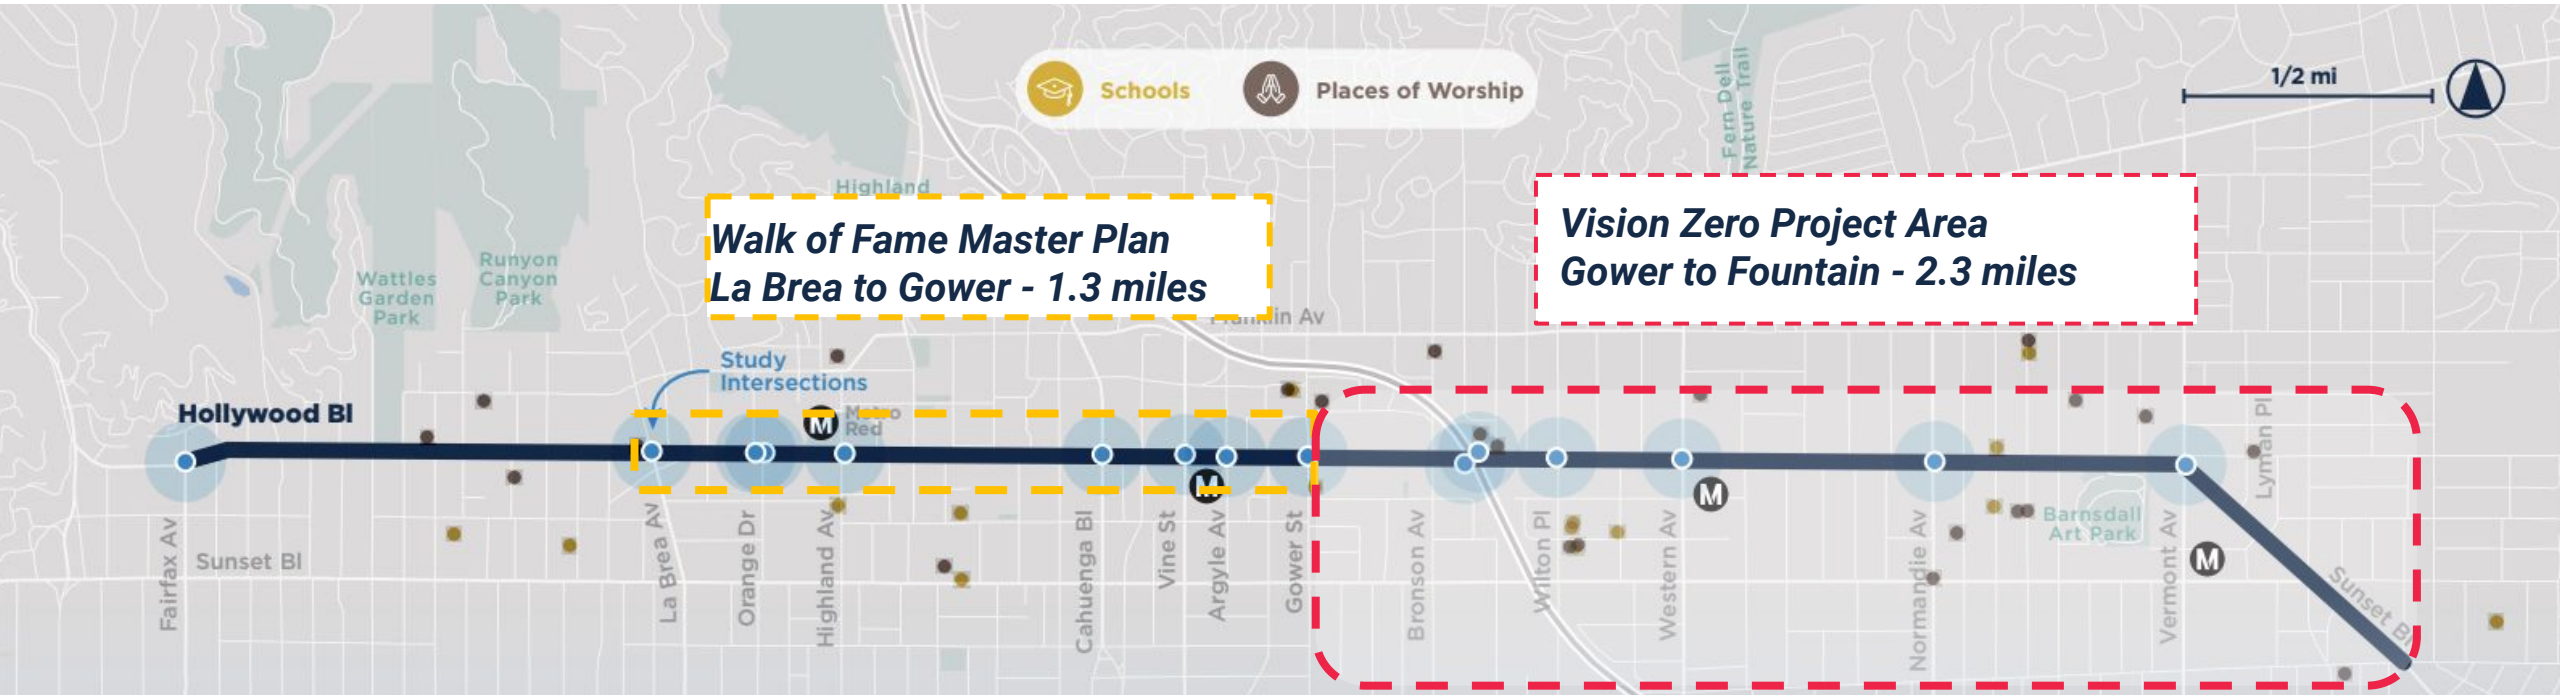 Schools
Places of Worship
Fern Dell
Nature Trail
1/2 mi
Highland
Walk of Fame Master Plan
La Brea to Gower - 1.3 miles
Vision Zero Project Area
Gower to Fountain - 2.3 miles
Wattles
Garden
Park
Runyon
Canyon
Park
Franklin Av
Study
Intersections
Hollywood Bl
M
Metro
Red
M
M
M
Lyman Pl
Barnsdall
Art Park
Sunset Bl
Fairfax Av
La Brea Av
Orange Dr
Highland Av
Cahuenga Bl
Vine St
Argyle Av
Gower St
Bronson Av
Wilton Pl
Western Av
Normandie Av
Vermont Av
Sunset Bl